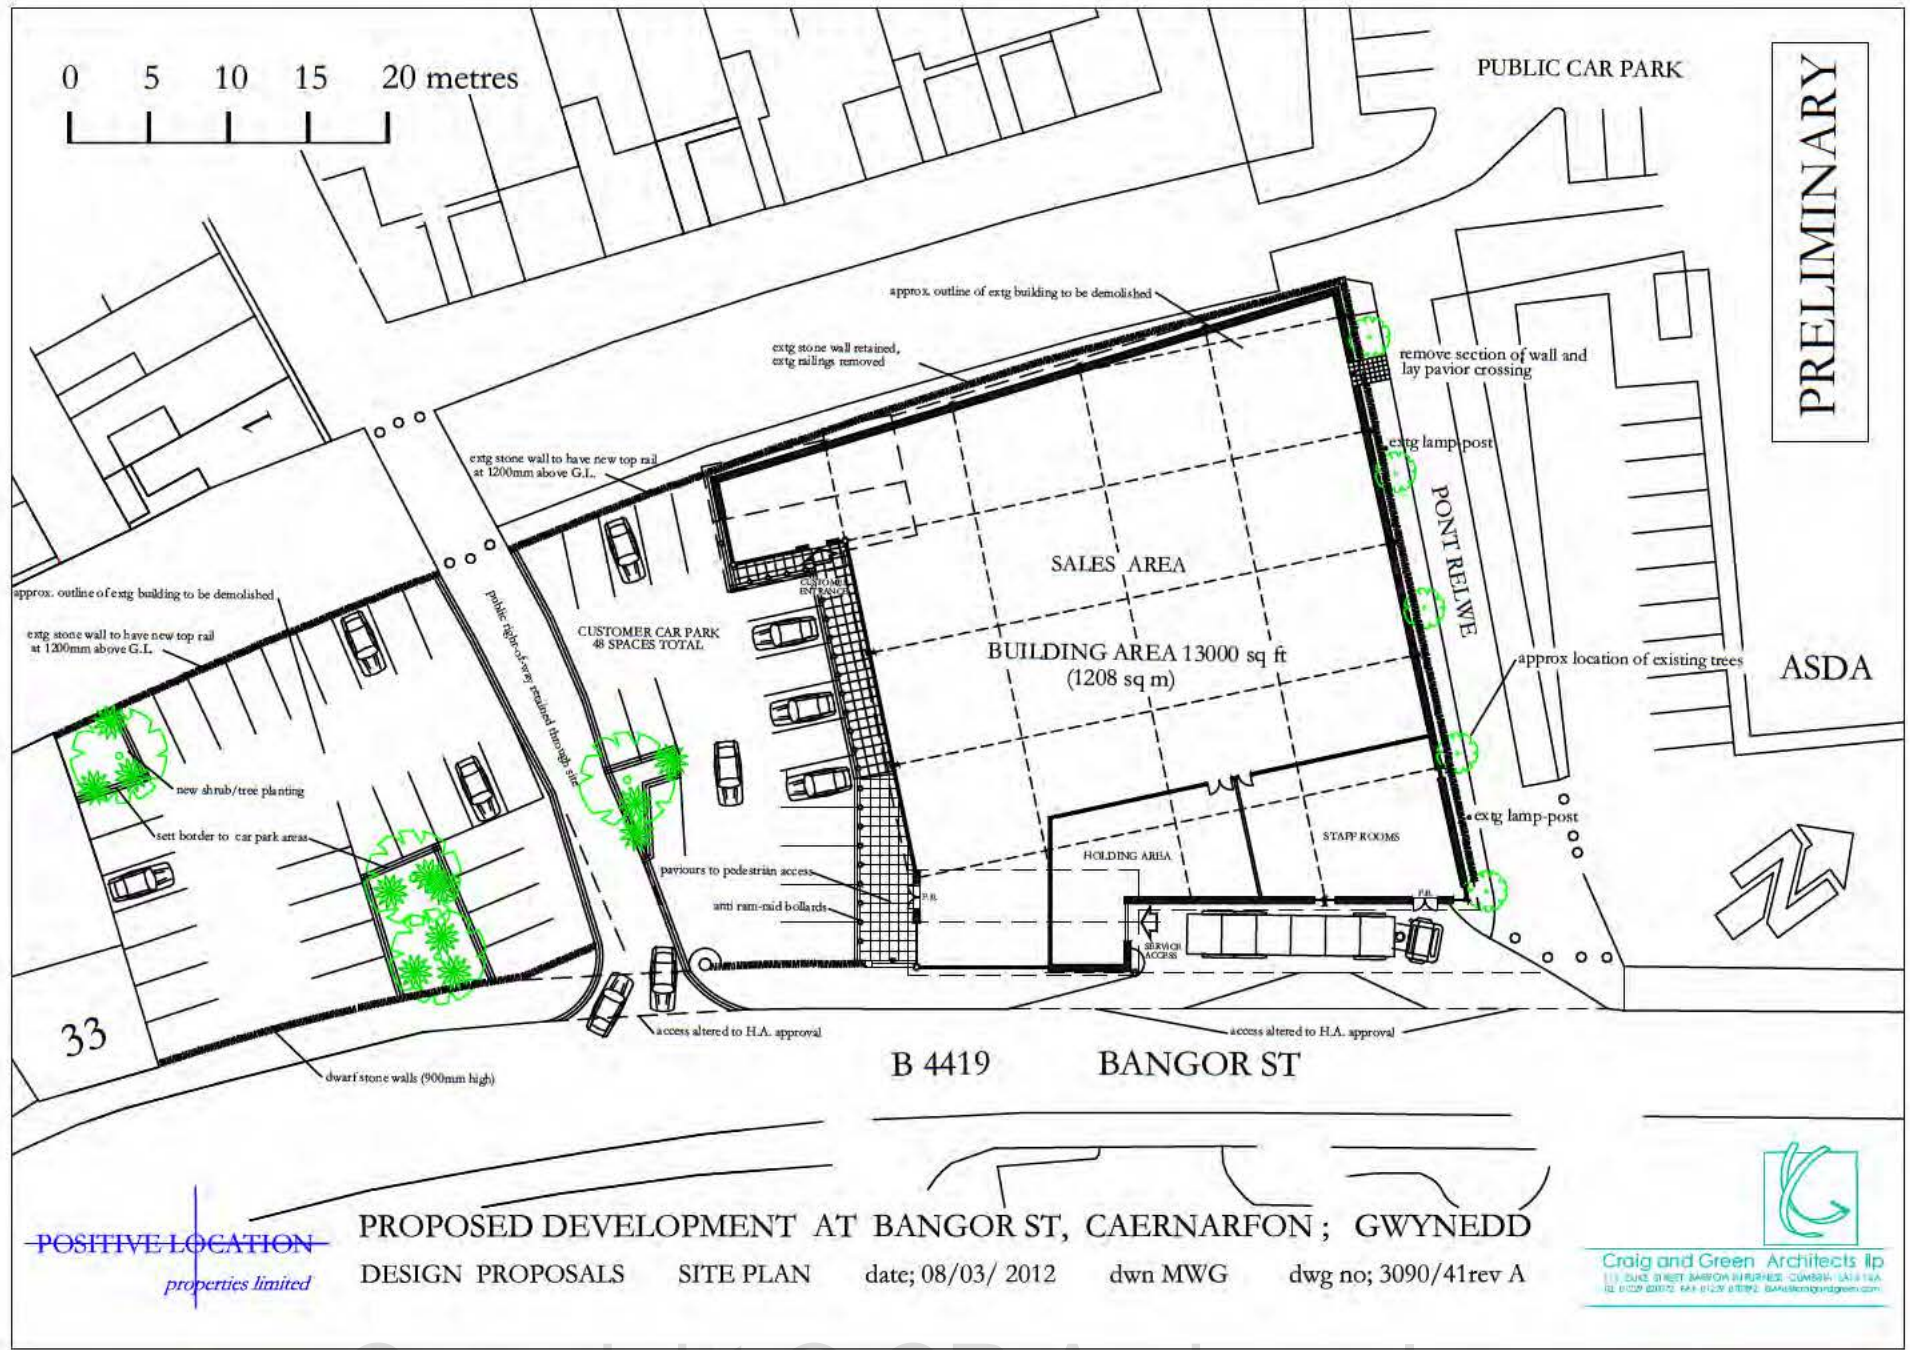 0 5 10 15 20 metres
PUBLIC CAR PARK
PRELIMINARY
approx. outline of extg building to be demolished
extg stone wall retained,
extg railings removed
remove section of wall and
lay pavior crossing
1
extg lamp-post
extg stone wall to have new top rail
at 1200mm above G.L.
PONT RELWE
SALES AREA
CUSTOMER
ENTRANCE
approx. outline of extg building to be demolished
public right-of-way retained through site
CUSTOMER CAR PARK
48 SPACES TOTAL
extg stone wall to have new top rail
at 1200mm above G.L.
BUILDING AREA 13000 sq ft
(1208 sq m)
approx location of existing trees
ASDA
new shrub/tree planting
sett border to car park areas
extg lamp-post
STAFF ROOMS
HOLDING AREA
paviours to pedestrian access
anti ram-raid bollards
SERVICE
ACCESS
33
access altered to H.A. approval
access altered to H.A. approval
B 4419 BANGOR ST
dwarf stone walls (900mm high)
POSITIVE LOCATION
properties limited
PROPOSED DEVELOPMENT AT BANGOR ST, CAERNARFON ; GWYNEDD
DESIGN PROPOSALS SITE PLAN date; 08/03/ 2012 dwn MWG dwg no; 3090/41rev A
Craig and Green Architects llp